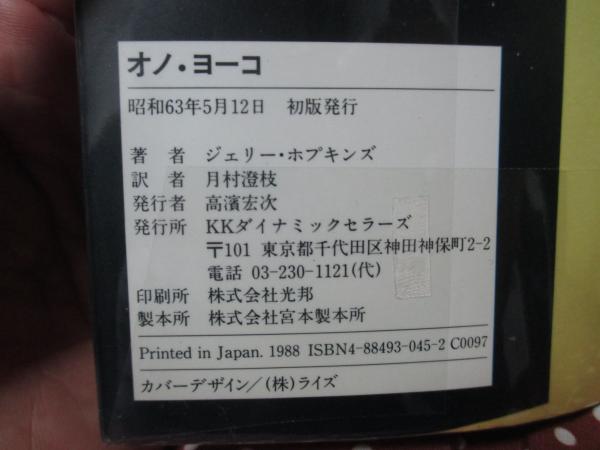 オノ・ヨーコ
昭和63年5月12日　初版発行
著　者　ジェリー・ホプキンズ
訳　者　月村澄枝
発行者　高濱宏次
発行所　KKダイナミックセラーズ
〒101 東京都千代田区神田神保町2-2
電話 03-230-1121(代)
印刷所　株式会社光邦
製本所　株式会社宮本製本所
Printed in Japan. 1988 ISBN4-88493-045-2 C0097
カバーデザイン/(株)ライズ